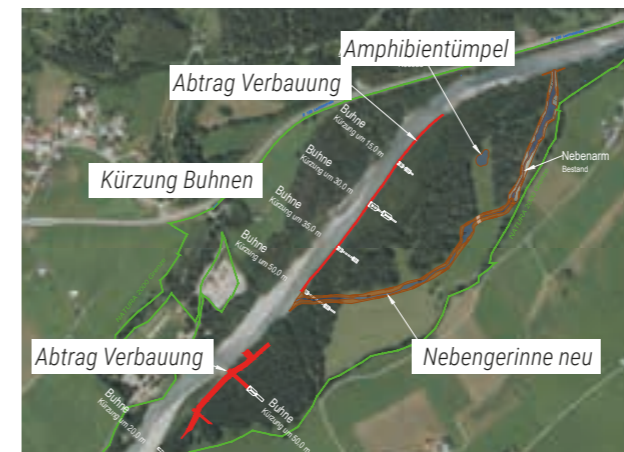 Amphibientümpel
Abtrag Verbauung
Buhne
Kürzung um 15,0 m
Buhne
Kürzung um 30,0 m
Nebenarm
Bestand
Kürzung Buhnen
Buhne
Kürzung um 35,0 m
Buhne
Kürzung um 50,0 m
Abtrag Verbauung
Nebengerinne neu
Buhne
Kürzung um 20,0 m
Buhne
Kürzung um 50,0 m